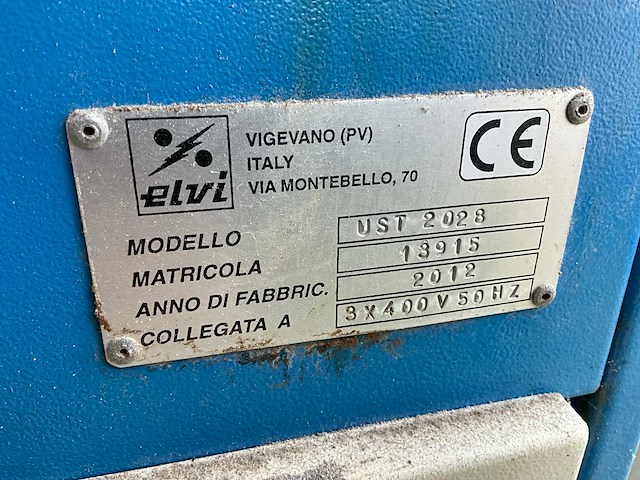 elvi
VIGEVANO (PV)
ITALY
VIA MONTEBELLO, 70
CE
MODELLO UST 2028
MATRICOLA 13915
ANNO DI FABBRIC. 2012
COLLEGATA A 3X400V50HZ